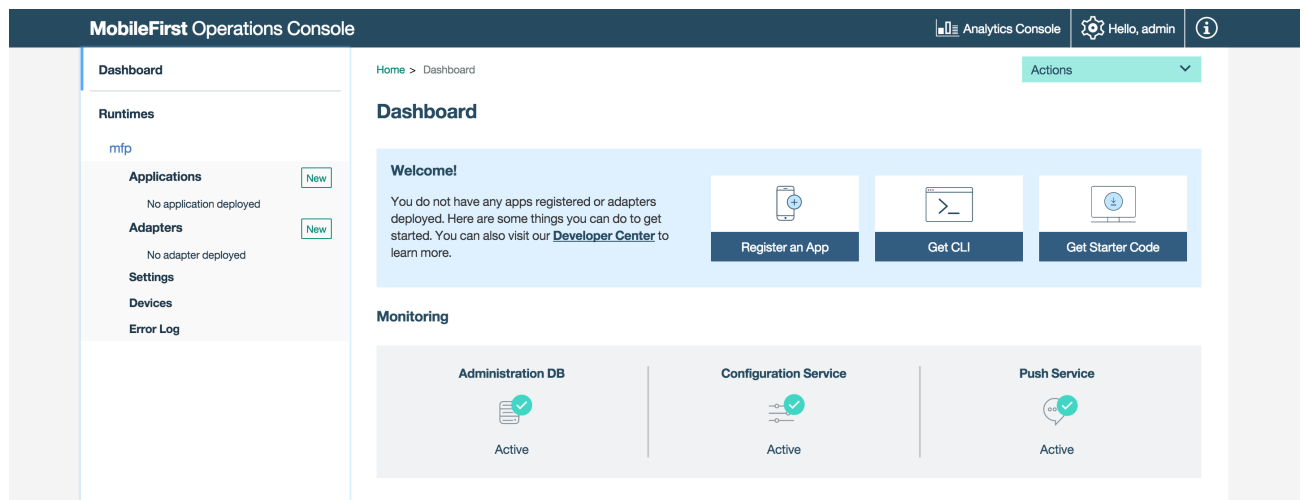 MobileFirst Operations Console
Analytics Console
Hello, admin
Dashboard
Runtimes
mfp
Applications
New
No application deployed
Adapters
New
No adapter deployed
Settings
Devices
Error Log
Home > Dashboard
Actions
Dashboard
Welcome!
You do not have any apps registered or adapters
deployed. Here are some things you can do to get
started. You can also visit our Developer Center to
learn more.
Register an App
Get CLI
Get Starter Code
Monitoring
Administration DB
Active
Configuration Service
Active
Push Service
Active